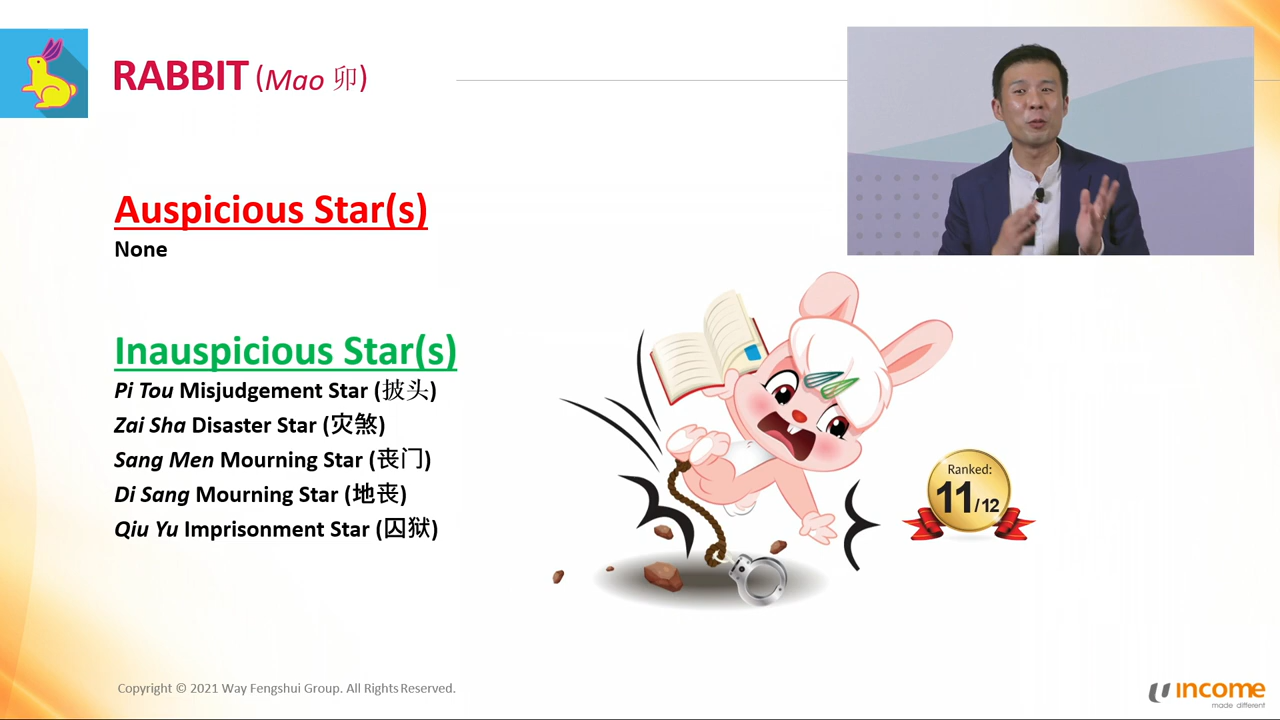 RABBIT (Mao 卯)
Auspicious Star(s)
None
Inauspicious Star(s)
Pi Tou Misjudgement Star (披头)
Zai Sha Disaster Star (灾煞)
Sang Men Mourning Star (丧门)
Di Sang Mourning Star (地丧)
Qiu Yu Imprisonment Star (囚狱)
Ranked:
11/12
Copyright © 2021 Way Fengshui Group. All Rights Reserved.
income
made different